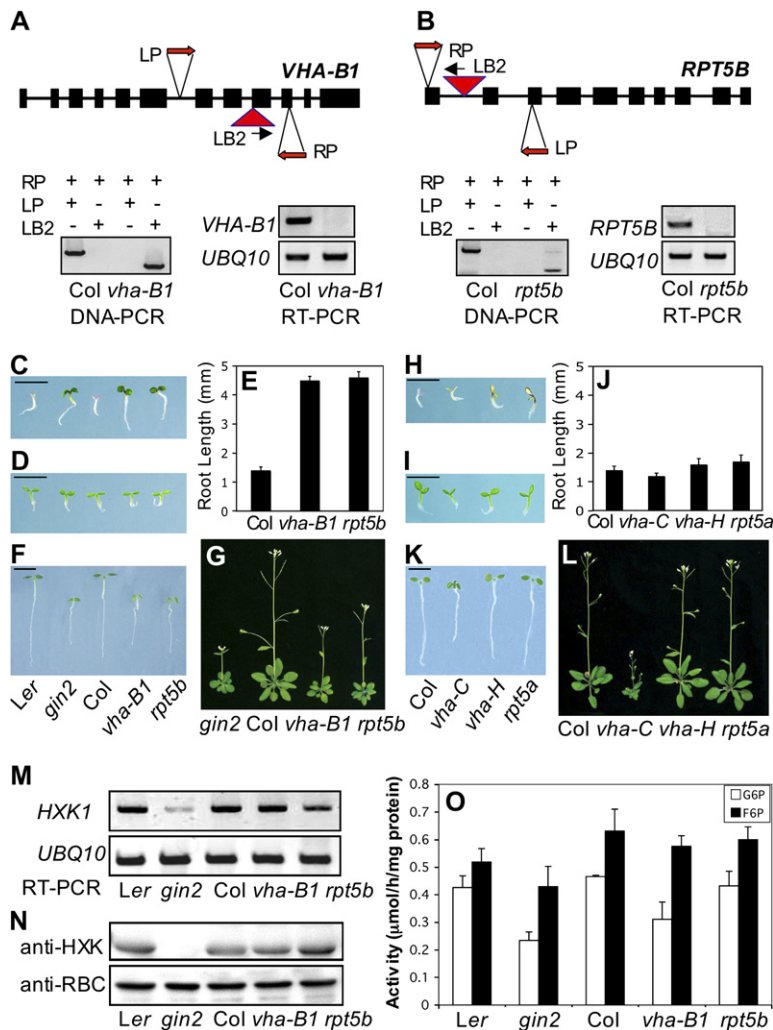 A
LP
VHA-B1
LB2
RP
RP + + + +
LP + +
LB2 + +
Col vha-B1
DNA-PCR
VHA-B1
UBQ10
Col vha-B1
RT-PCR
B
RP
LB2
RPT5B
LP
RP + + + +
LP + +
LB2 + +
Col rpt5b
DNA-PCR
RPT5B
UBQ10
Col rpt5b
RT-PCR
C
D
E
Root Length (mm)
5
4
3
2
1
0
Col vha-B1 rpt5b
F
Ler gin2 Col vha-B1 rpt5b
G
gin2 Col vha-B1 rpt5b
H
I
J
Root Length (mm)
5
4
3
2
1
0
Col vha-C vha-H rpt5a
K
Col vha-C vha-H rpt5a
L
Col vha-C vha-H rpt5a
M
HXK1
UBQ10
RT-PCR
Ler gin2 Col vha-B1 rpt5b
N
anti-HXK
anti-RBC
Ler gin2 Col vha-B1 rpt5b
O
G6P
F6P
Activity (μmol/h/mg protein)
0.8
0.7
0.6
0.5
0.4
0.3
0.2
0.1
0
Ler gin2 Col vha-B1 rpt5b